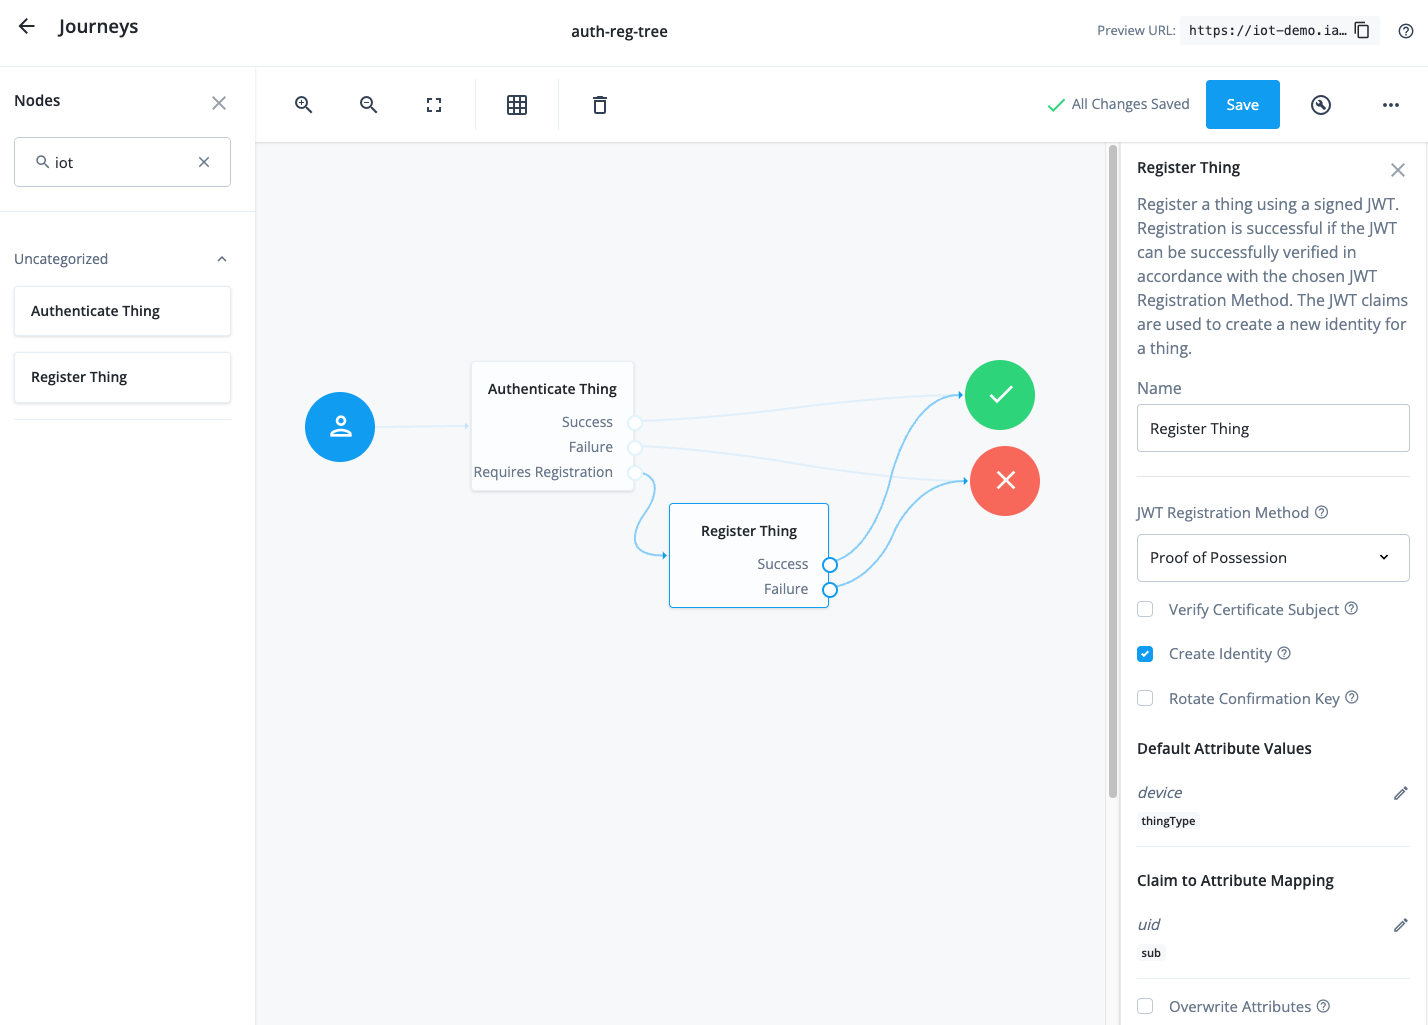 Journeys
auth-reg-tree
Preview URL: https://iot-demo.ia…
Nodes
iot
Uncategorized
Authenticate Thing
Register Thing
All Changes Saved
Save
Authenticate Thing
Success
Failure
Requires Registration
Register Thing
Success
Failure
Register Thing
Register a thing using a signed JWT.
Registration is successful if the JWT
can be successfully verified in
accordance with the chosen JWT
Registration Method. The JWT claims
are used to create a new identity for
a thing.
Name
Register Thing
JWT Registration Method
Proof of Possession
Verify Certificate Subject
Create Identity
Rotate Confirmation Key
Default Attribute Values
device
thingType
Claim to Attribute Mapping
uid
sub
Overwrite Attributes